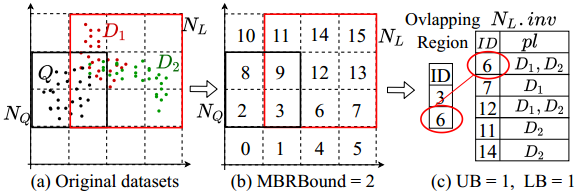 D1
NL
Q
D2
NQ
(a) Original datasets
NL
10 11 14 15
8 9 12 13
2 3 6 7
0 1 4 5
NQ
(b) MBRBound = 2
Ovlapping
Region
ID
3
6
NL.inv
ID pl
6 D1, D2
7 D1
12 D1, D2
11 D2
14 D2
(c) UB = 1, LB = 1